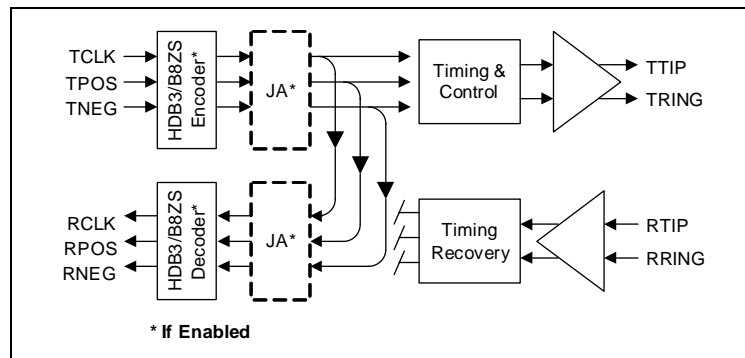 TCLK
TPOS
TNEG
HDB3/B8ZS
Encoder*
JA*
Timing &
Control
TTIP
TRING
RCLK
RPOS
RNEG
HDB3/B8ZS
Decoder*
JA*
Timing
Recovery
RTIP
RRING
* If Enabled